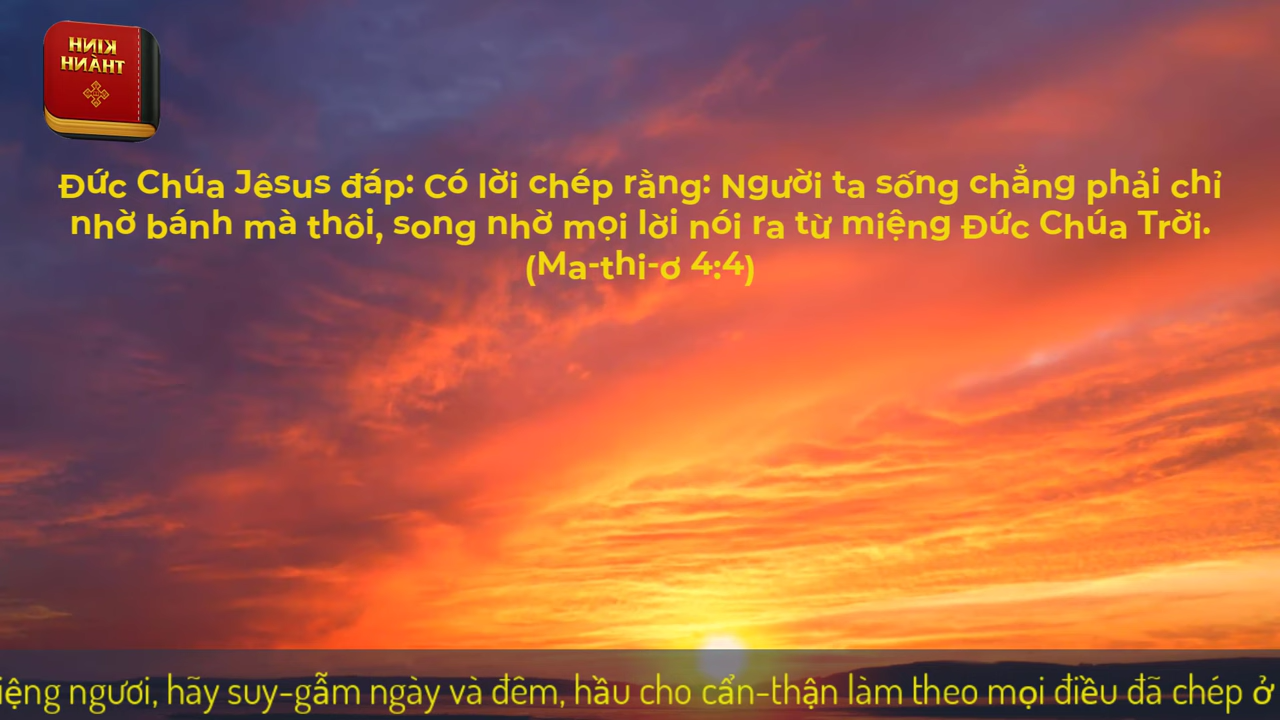 KINH
THÁNH
Đức Chúa Jêsus đáp: Có lời chép rằng: Người ta sống chẳng phải chỉ
nhờ bánh mà thôi, song nhờ mọi lời nói ra từ miệng Đức Chúa Trời.
(Ma-thi-ơ 4:4)
iệng ngươi, hãy suy-gẫm ngày và đêm, hầu cho cẩn-thận làm theo mọi điều đã chép ở